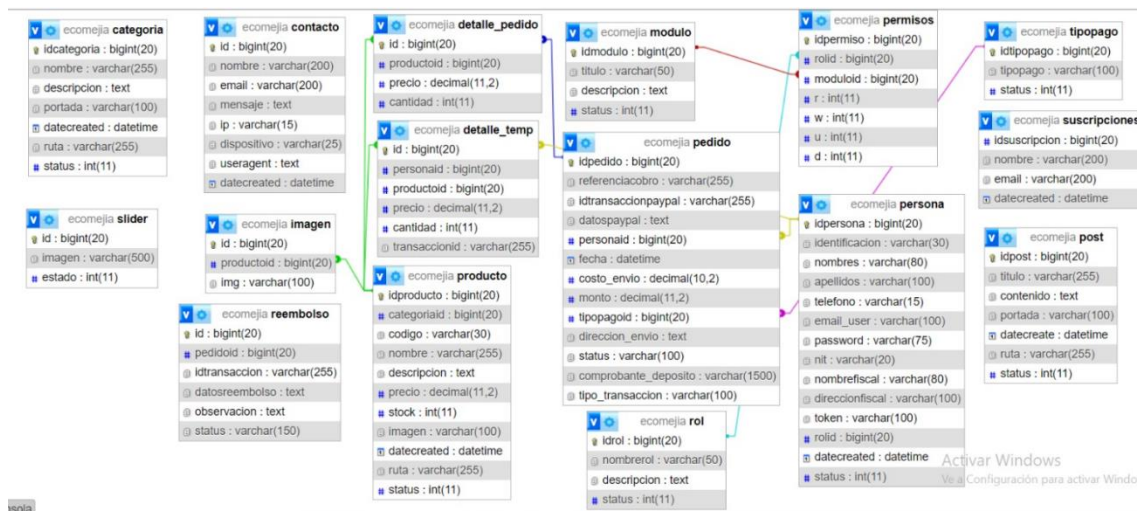 ecomejia categoria
idcategoria : bigint(20)
nombre : varchar(255)
descripcion : text
portada : varchar(100)
datecreated : datetime
ruta : varchar(255)
status : int(11)
ecomejia contacto
id : bigint(20)
nombre : varchar(200)
email : varchar(200)
mensaje : text
ip : varchar(15)
dispositivo : varchar(25)
useragent : text
datecreated : datetime
ecomejia detalle_pedido
id : bigint(20)
productoid : bigint(20)
precio : decimal(11,2)
cantidad : int(11)
ecomejia modulo
idmodulo : bigint(20)
titulo : varchar(50)
descripcion : text
status : int(11)
ecomejia permisos
idpermiso : bigint(20)
rolid : bigint(20)
moduloid : bigint(20)
r : int(11)
w : int(11)
u : int(11)
d : int(11)
ecomejia tipopago
idtipopago : bigint(20)
tipopago : varchar(100)
status : int(11)
ecomejia detalle_temp
id : bigint(20)
personaid : bigint(20)
productoid : bigint(20)
precio : decimal(11,2)
cantidad : int(11)
transaccionid : varchar(255)
ecomejia pedido
idpedido : bigint(20)
referenciacobro : varchar(255)
idtransaccionpaypal : varchar(255)
datospaypal : text
personaid : bigint(20)
fecha : datetime
costo_envio : decimal(10,2)
monto : decimal(11,2)
tipopagoid : bigint(20)
direccion_envio : text
status : varchar(100)
comprobante_deposito : varchar(1500)
tipo_transaccion : varchar(100)
ecomejia suscripciones
idsuscripcion : bigint(20)
nombre : varchar(200)
email : varchar(200)
datecreated : datetime
ecomejia slider
id : bigint(20)
imagen : varchar(500)
estado : int(11)
ecomejia imagen
id : bigint(20)
productoid : bigint(20)
img : varchar(100)
ecomejia persona
idpersona : bigint(20)
identificacion : varchar(30)
nombres : varchar(80)
apellidos : varchar(100)
telefono : varchar(15)
email_user : varchar(100)
password : varchar(75)
nit : varchar(20)
nombrefiscal : varchar(80)
direccionfiscal : varchar(100)
token : varchar(100)
rolid : bigint(20)
datecreated : datetime
status : int(11)
ecomejia post
idpost : bigint(20)
titulo : varchar(255)
contenido : text
portada : varchar(100)
datecreate : datetime
ruta : varchar(255)
status : int(11)
ecomejia reembolso
id : bigint(20)
pedidoid : bigint(20)
idtransaccion : varchar(255)
datosreembolso : text
observacion : text
status : varchar(150)
ecomejia producto
idproducto : bigint(20)
categoriaid : bigint(20)
codigo : varchar(30)
nombre : varchar(255)
descripcion : text
precio : decimal(11,2)
stock : int(11)
imagen : varchar(100)
datecreated : datetime
ruta : varchar(255)
status : int(11)
ecomejia rol
idrol : bigint(20)
nombrerol : varchar(50)
descripcion : text
status : int(11)
Activar Windows
Ve a Configuración para activar Windo
nsola